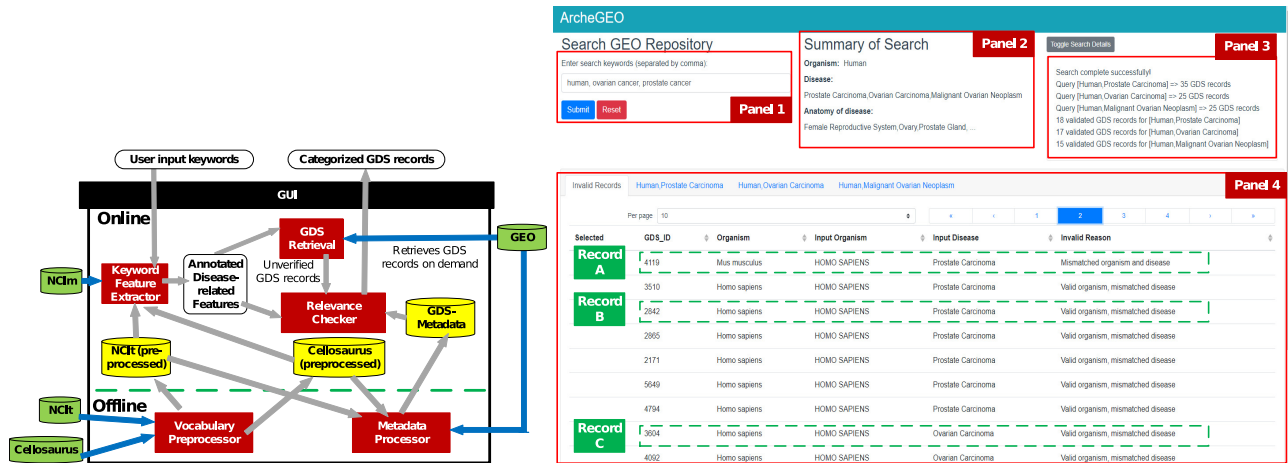 User input keywords
Categorized GDS records
GUI
Online
GDS
Retrieval
GEO
Unverified
GDS records
Retrieves GDS
records on demand
NCIm
Keyword
Feature
Extractor
Annotated
Disease-
related
Features
Relevance
Checker
GDS-
Metadata
NCIt (pre-
processed)
Cellosaurus
(preprocessed)
Offline
NCIt
Cellosaurus
Vocabulary
Preprocessor
Metadata
Processor
ArcheGEO
Search GEO Repository
Enter search keywords (separated by comma):
human, ovarian cancer, prostate cancer
Submit Reset
Panel 1
Summary of Search
Panel 2
Organism: Human
Disease:
Prostate Carcinoma,Ovarian Carcinoma,Malignant Ovarian Neoplasm
Anatomy of disease:
Female Reproductive System,Ovary,Prostate Gland, ...
Toggle Search Details
Panel 3
Search complete successfully!
Query [Human,Prostate Carcinoma] => 35 GDS records
Query [Human,Ovarian Carcinoma] => 25 GDS records
Query [Human,Malignant Ovarian Neoplasm] => 25 GDS records
18 validated GDS records for [Human,Prostate Carcinoma]
17 validated GDS records for [Human,Ovarian Carcinoma]
15 validated GDS records for [Human,Malignant Ovarian Neoplasm]
Panel 4
Invalid Records Human,Prostate Carcinoma Human,Ovarian Carcinoma Human,Malignant Ovarian Neoplasm
Per page 10 « ‹ 1 2 3 4 › »
Selected GDS_ID Organism Input Organism Input Disease Invalid Reason
Record
A
4119 Mus musculus HOMO SAPIENS Prostate Carcinoma Mismatched organism and disease
3510 Homo sapiens HOMO SAPIENS Prostate Carcinoma Valid organism, mismatched disease
Record
B
2842 Homo sapiens HOMO SAPIENS Prostate Carcinoma Valid organism, mismatched disease
2865 Homo sapiens HOMO SAPIENS Prostate Carcinoma Valid organism, mismatched disease
2171 Homo sapiens HOMO SAPIENS Prostate Carcinoma Valid organism, mismatched disease
5649 Homo sapiens HOMO SAPIENS Prostate Carcinoma Valid organism, mismatched disease
4794 Homo sapiens HOMO SAPIENS Prostate Carcinoma Valid organism, mismatched disease
Record
C
3604 Homo sapiens HOMO SAPIENS Ovarian Carcinoma Valid organism, mismatched disease
4092 Homo sapiens HOMO SAPIENS Ovarian Carcinoma Valid organism, mismatched disease